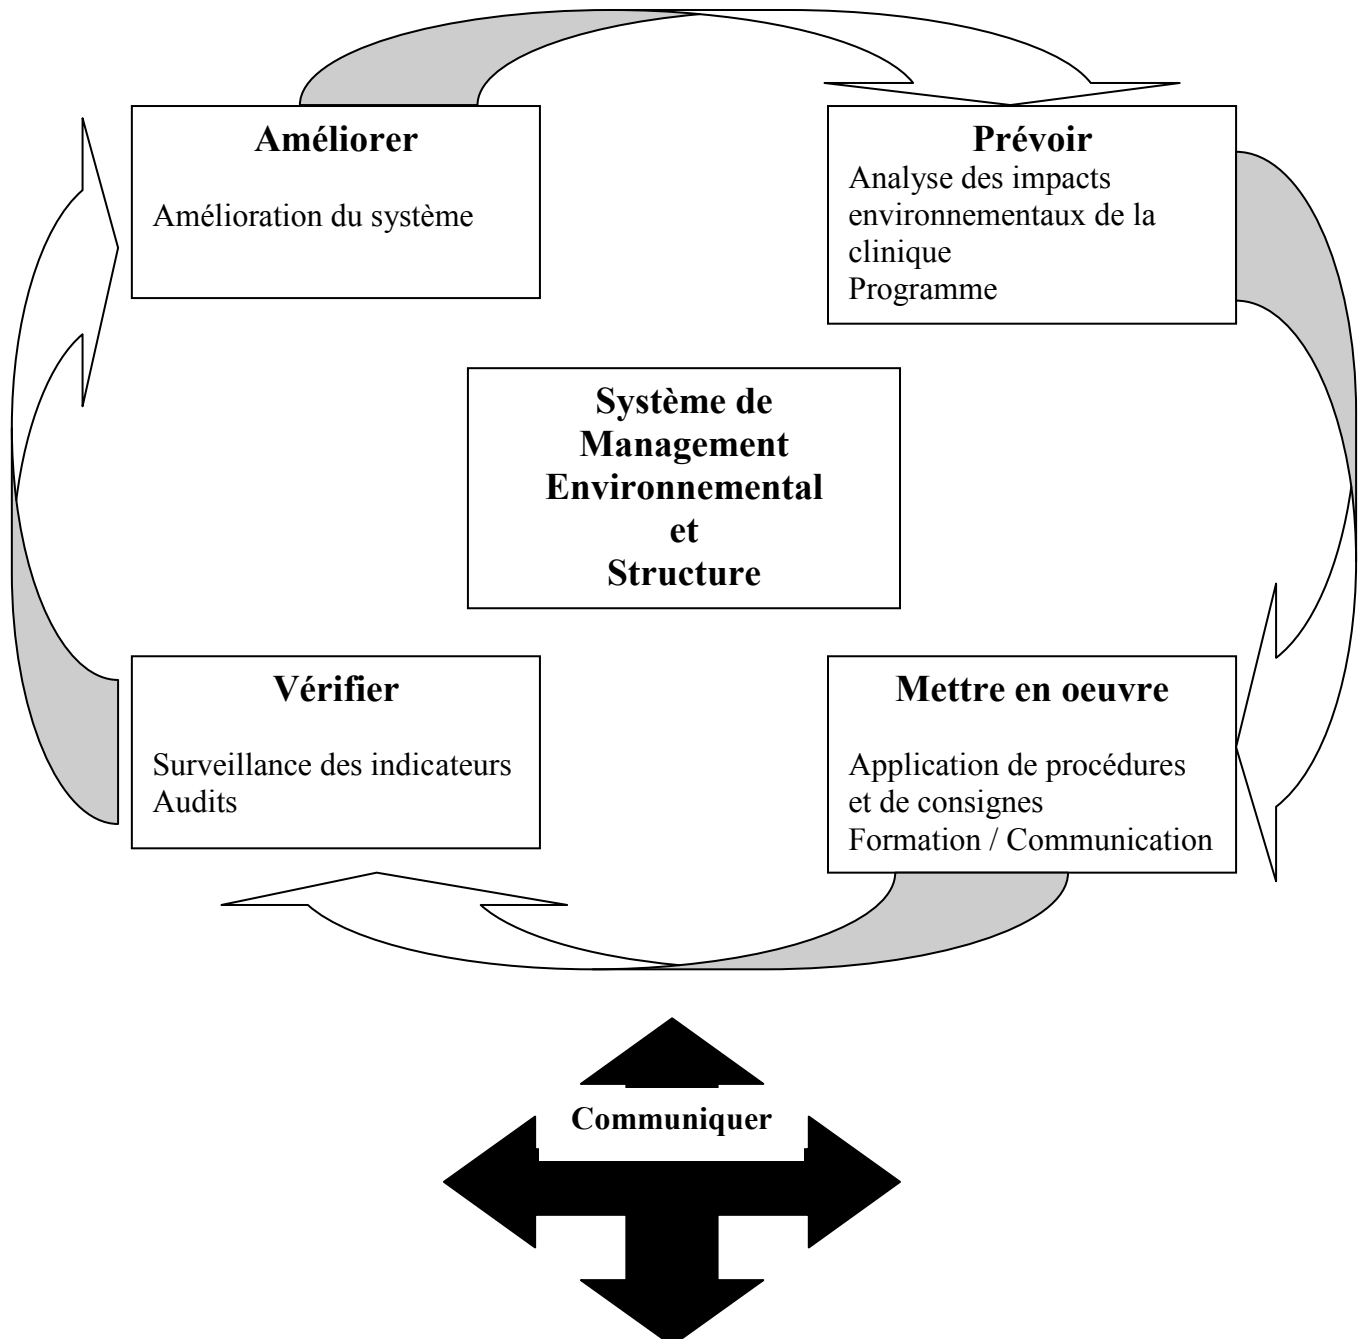 Améliorer
Amélioration du système
Prévoir
Analyse des impacts
environnementaux de la
clinique
Programme
Système de
Management
Environnemental
et
Structure
Vérifier
Surveillance des indicateurs
Audits
Mettre en oeuvre
Application de procédures
et de consignes
Formation / Communication
Communiquer